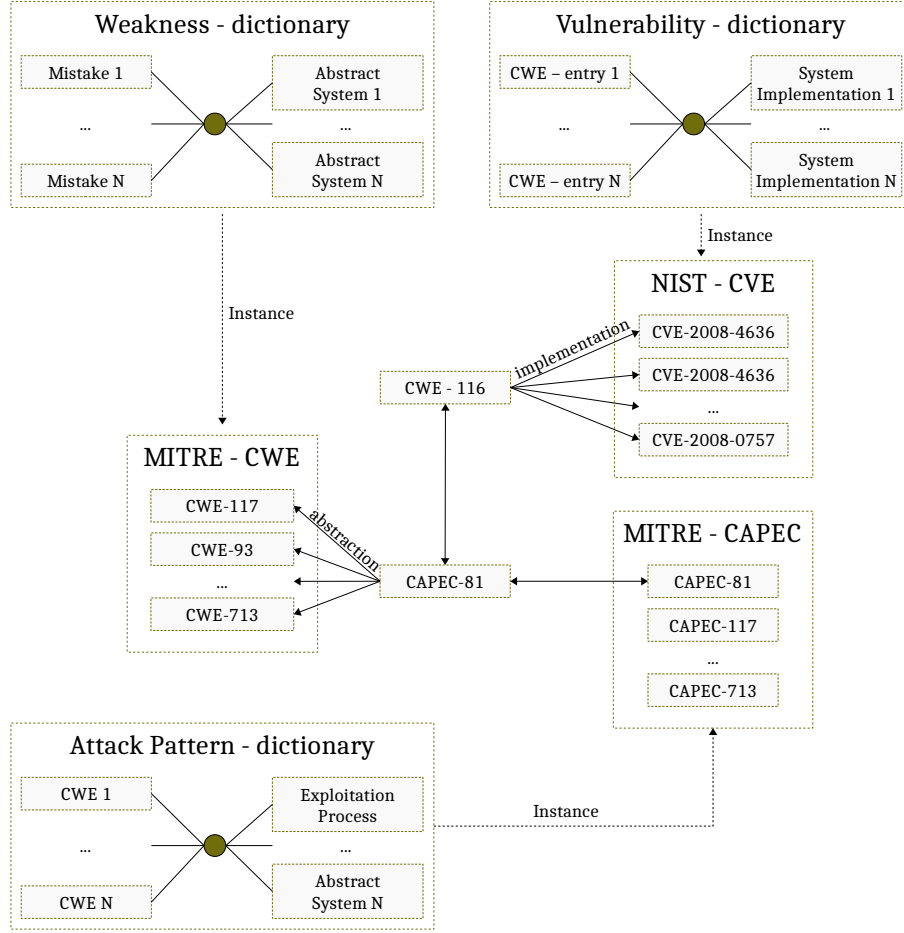 Weakness - dictionary
Mistake 1
...
Mistake N
Abstract
System 1
...
Abstract
System N
Vulnerability - dictionary
CWE – entry 1
...
CWE – entry N
System
Implementation 1
...
System
Implementation N
Instance
Instance
NIST - CVE
CVE-2008-4636
CVE-2008-4636
...
CVE-2008-0757
implementation
CWE - 116
MITRE - CWE
CWE-117
CWE-93
...
CWE-713
abstraction
CAPEC-81
MITRE - CAPEC
CAPEC-81
CAPEC-117
...
CAPEC-713
Attack Pattern - dictionary
CWE 1
...
CWE N
Exploitation
Process
...
Abstract
System N
Instance